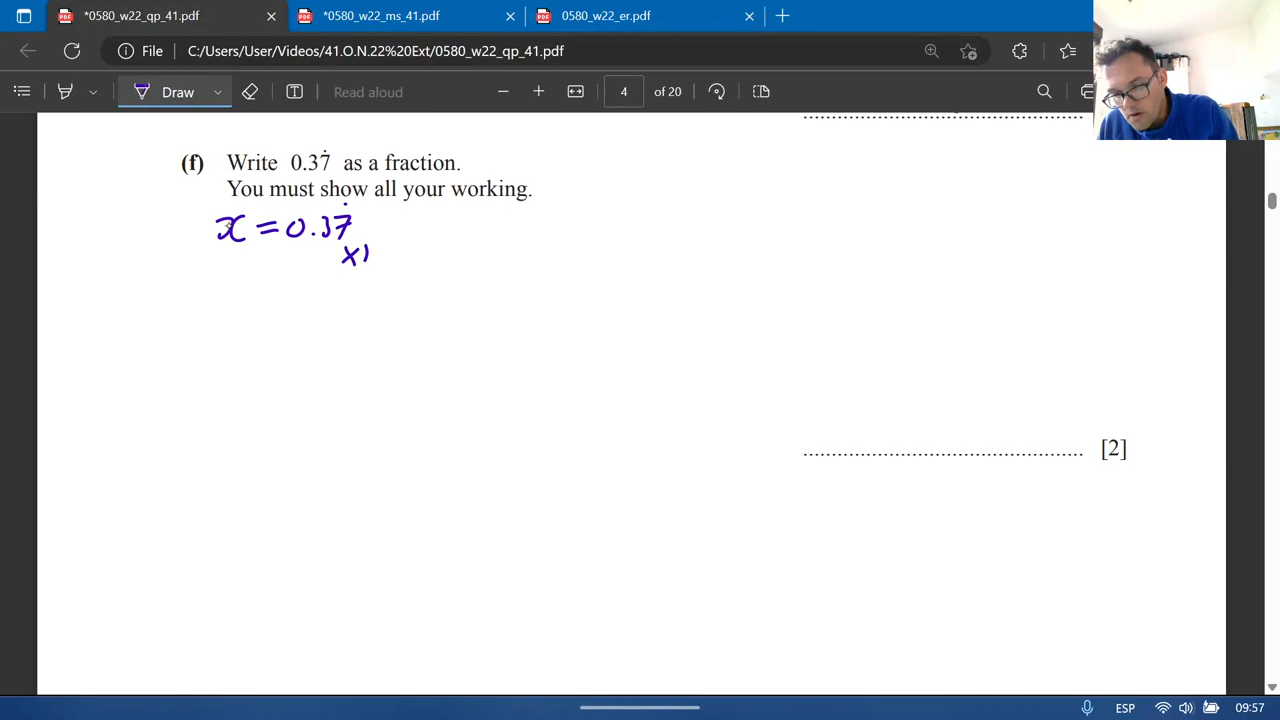 *0580_w22_qp_41.pdf
*0580_w22_ms_41.pdf
0580_w22_er.pdf
File C:/Users/User/Videos/41.O.N.22%20Ext/0580_w22_qp_41.pdf
Draw
Read aloud
4 of 20
................................................
(f) Write 0.37̇ as a fraction.
You must show all your working.
x = 0.37̇
x1
................................................ [2]
ESP 09:57